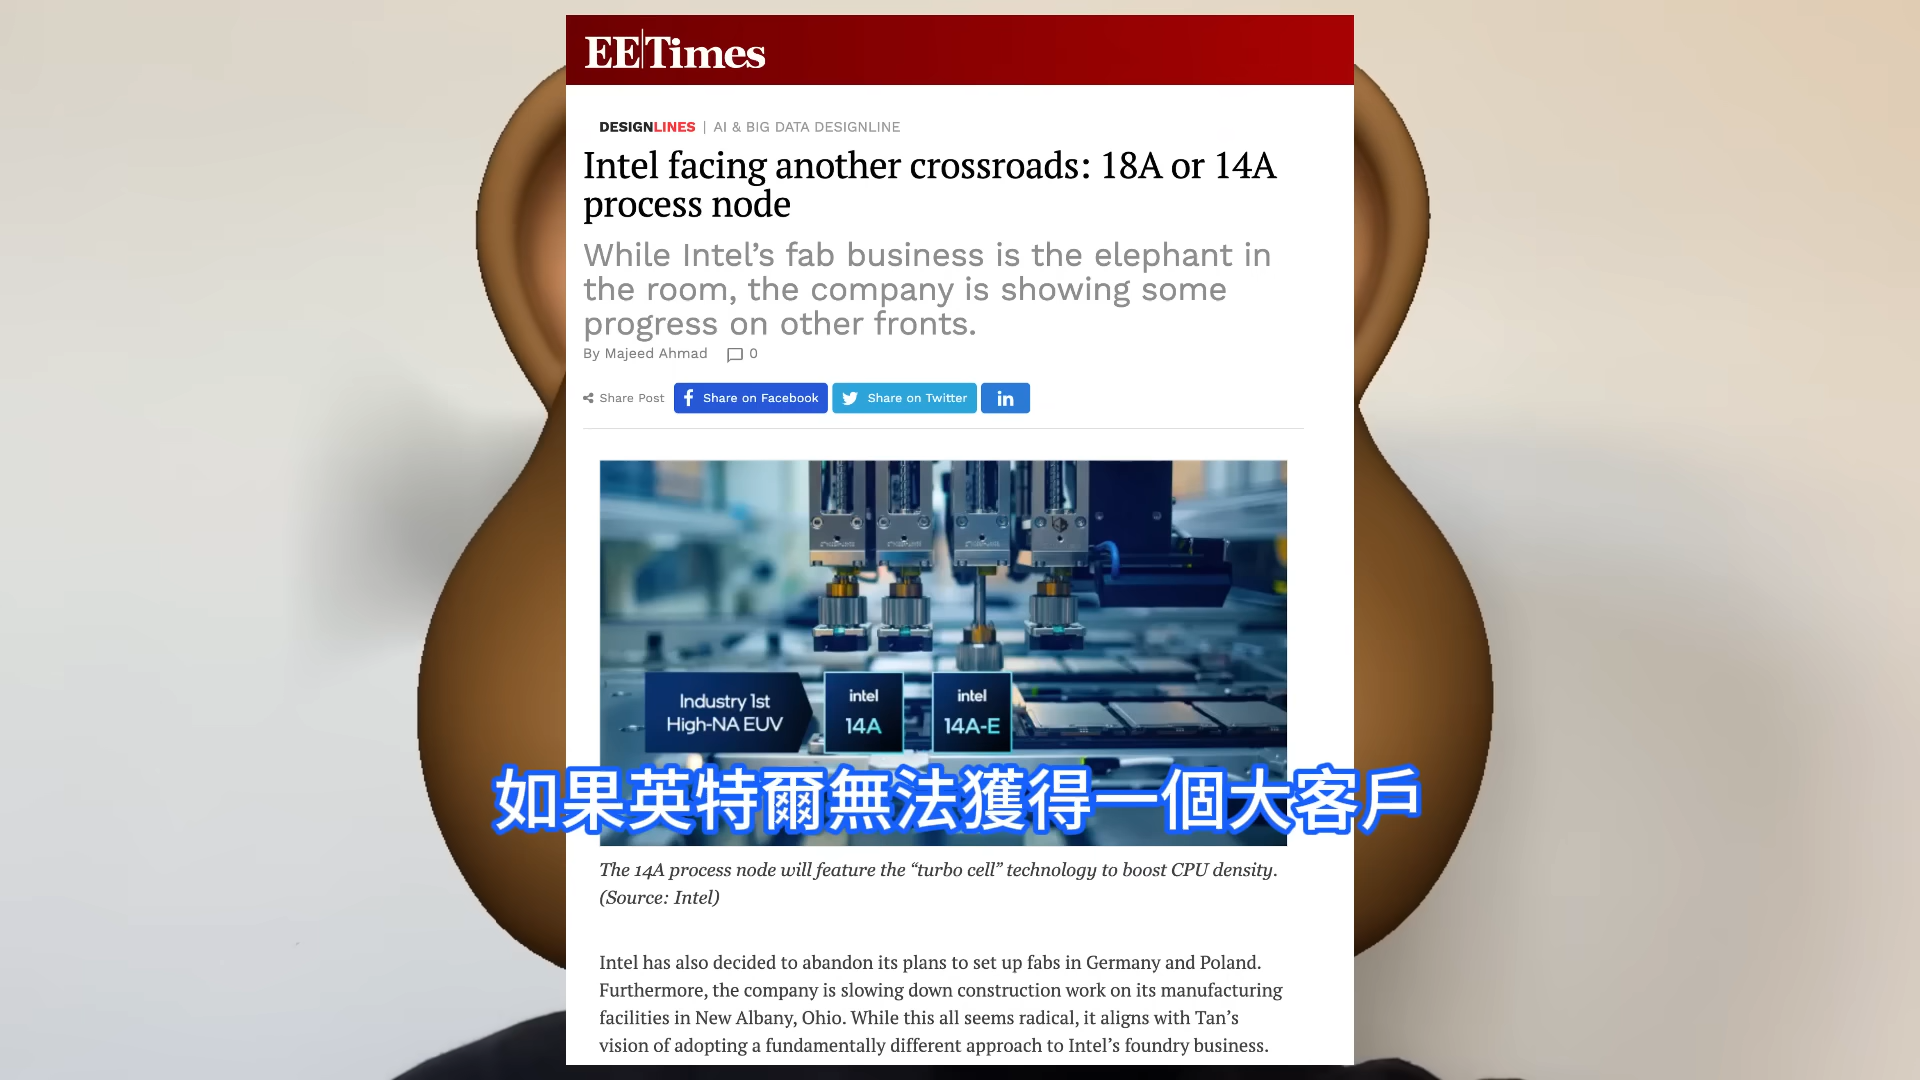 EETimes
DESIGNLINES | AI & BIG DATA DESIGNLINE
Intel facing another crossroads: 18A or 14A
process node
While Intel’s fab business is the elephant in
the room, the company is showing some
progress on other fronts.
By Majeed Ahmad 0
Share Post Share on Facebook Share on Twitter in
Industry 1st
High-NA EUV
intel
14A
intel
14A-E
如果英特爾無法獲得一個大客戶
The 14A process node will feature the “turbo cell” technology to boost CPU density.
(Source: Intel)
Intel has also decided to abandon its plans to set up fabs in Germany and Poland.
Furthermore, the company is slowing down construction work on its manufacturing
facilities in New Albany, Ohio. While this all seems radical, it aligns with Tan’s
vision of adopting a fundamentally different approach to Intel’s foundry business.